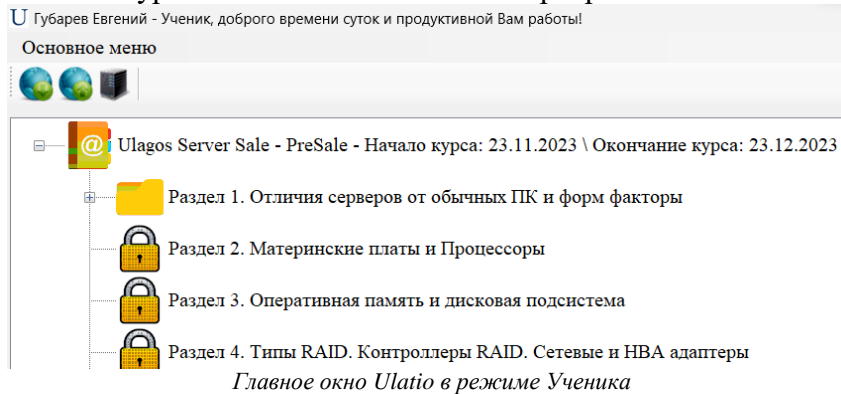 U Губарев Евгений - Ученик, доброго времени суток и продуктивной Вам работы!
Основное меню
@ Ulagos Server Sale - PreSale - Начало курса: 23.11.2023 \ Окончание курса: 23.12.2023
Раздел 1. Отличия серверов от обычных ПК и форм факторы
Раздел 2. Материнские платы и Процессоры
Раздел 3. Оперативная память и дисковая подсистема
Раздел 4. Типы RAID. Контроллеры RAID. Сетевые и HBA адаптеры
Главное окно Ulatio в режиме Ученика